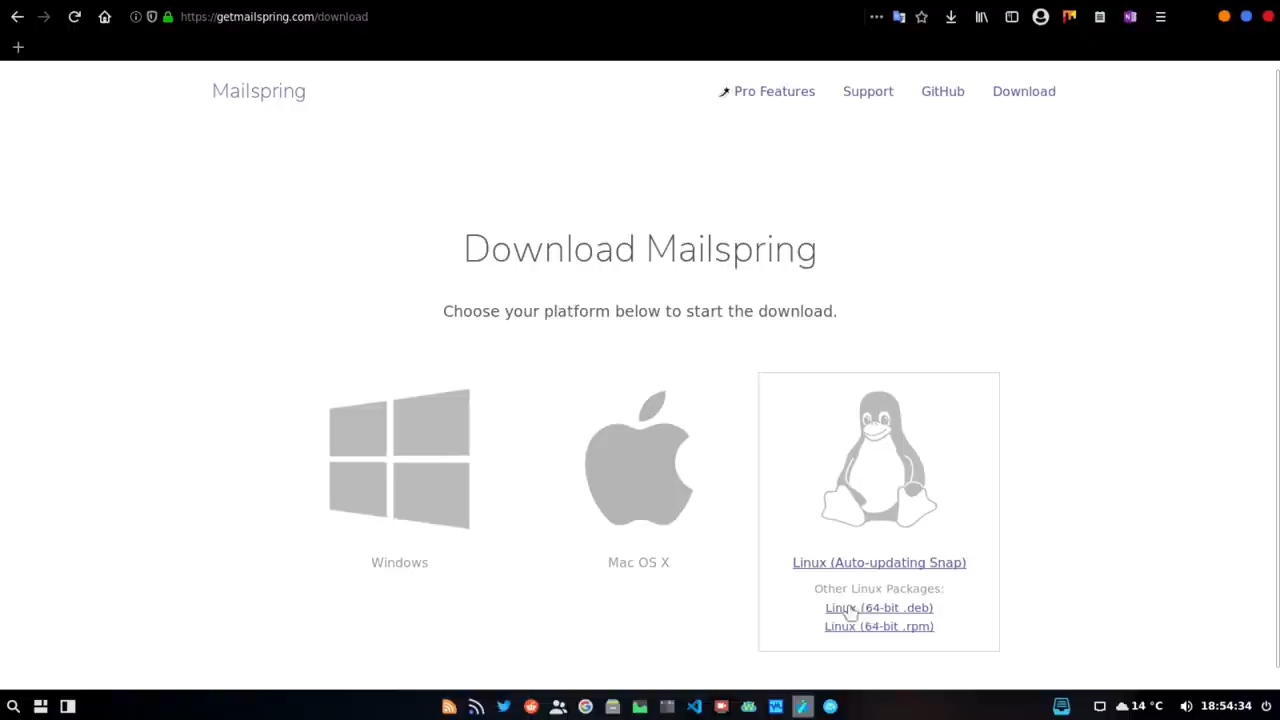 https://getmailspring.com/download
Mailspring
Pro Features
Support
GitHub
Download
Download Mailspring
Choose your platform below to start the download.
Windows
Mac OS X
Linux (Auto-updating Snap)
Other Linux Packages:
Linux (64-bit .deb)
Linux (64-bit .rpm)
14 °C
18:54:34